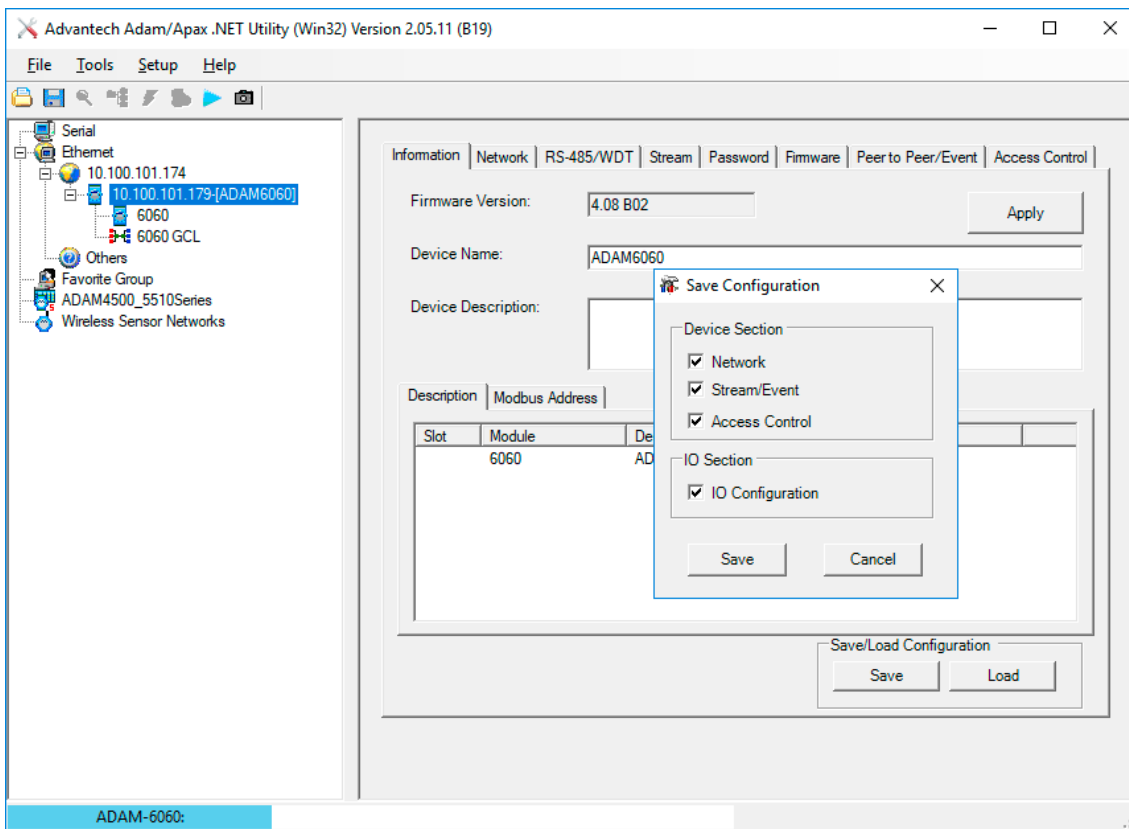 Advantech Adam/Apax .NET Utility (Win32) Version 2.05.11 (B19)
File Tools Setup Help
Serial
Ethernet
10.100.101.174
10.100.101.179-[ADAM6060]
6060
6060 GCL
Others
Favorite Group
ADAM4500_5510Series
Wireless Sensor Networks
Information Network RS-485/WDT Stream Password Firmware Peer to Peer/Event Access Control
Firmware Version: 4.08 B02
Apply
Device Name: ADAM6060
Device Description:
Description Modbus Address
Slot Module De
6060 AD
Save Configuration
Device Section
Network
Stream/Event
Access Control
IO Section
IO Configuration
Save Cancel
Save/Load Configuration
Save Load
ADAM-6060: